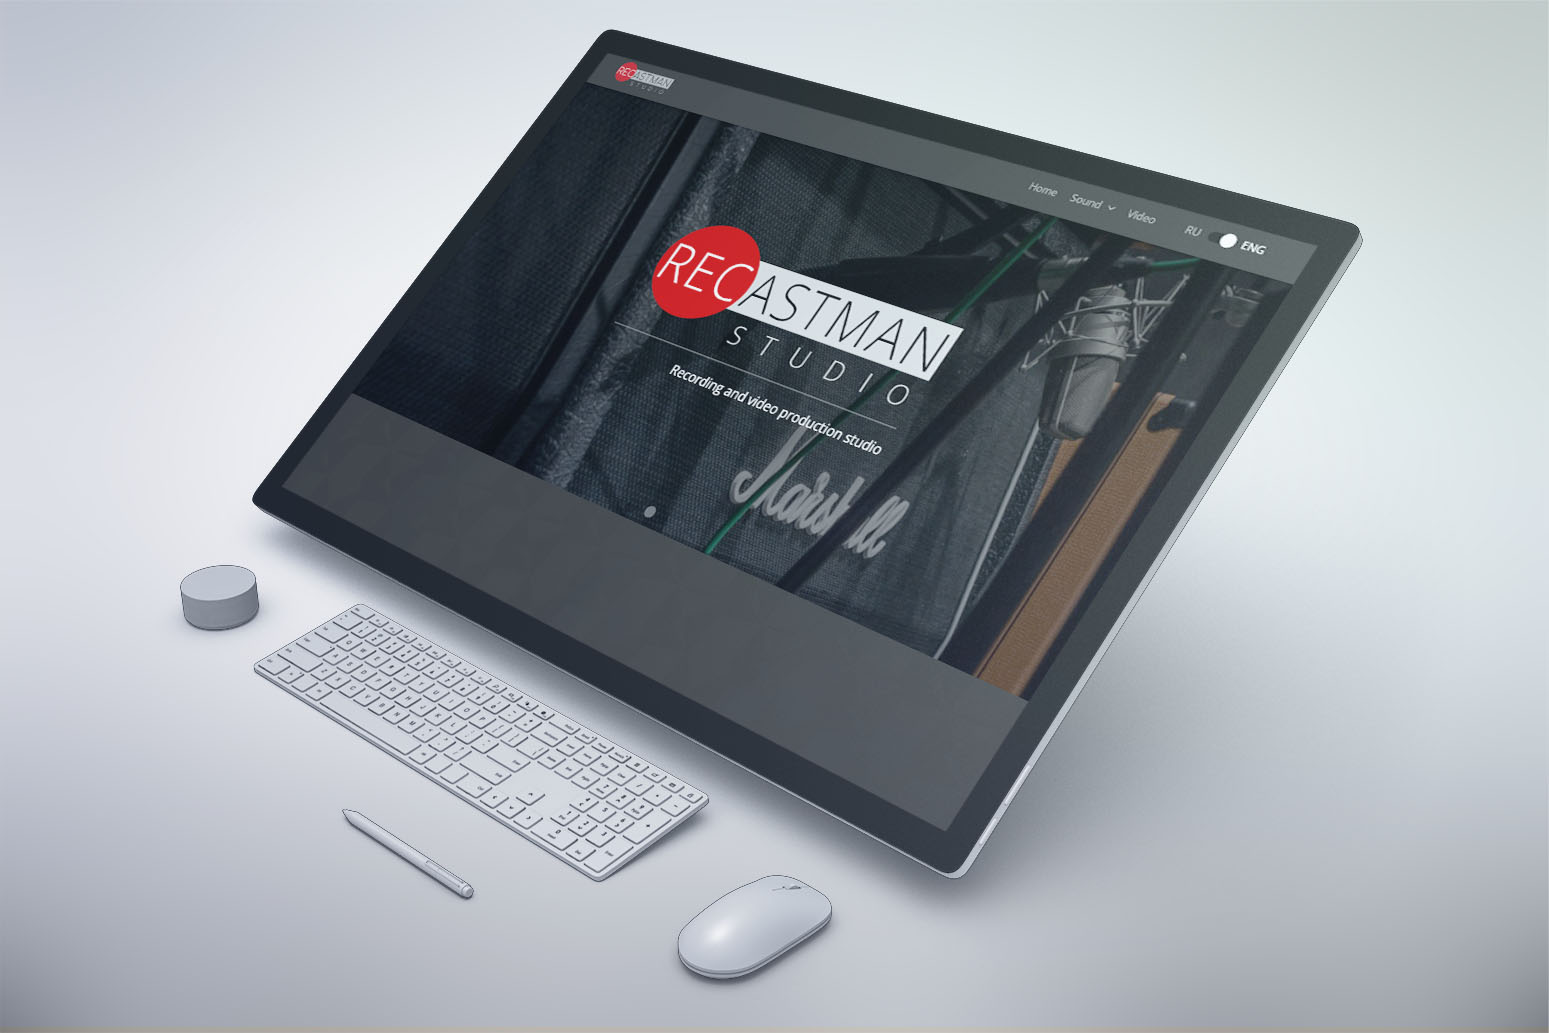 RECASTMAN
STUDIO
Home Sound Video RU ENG
RECASTMAN
STUDIO
Recording and video production studio
Marshall